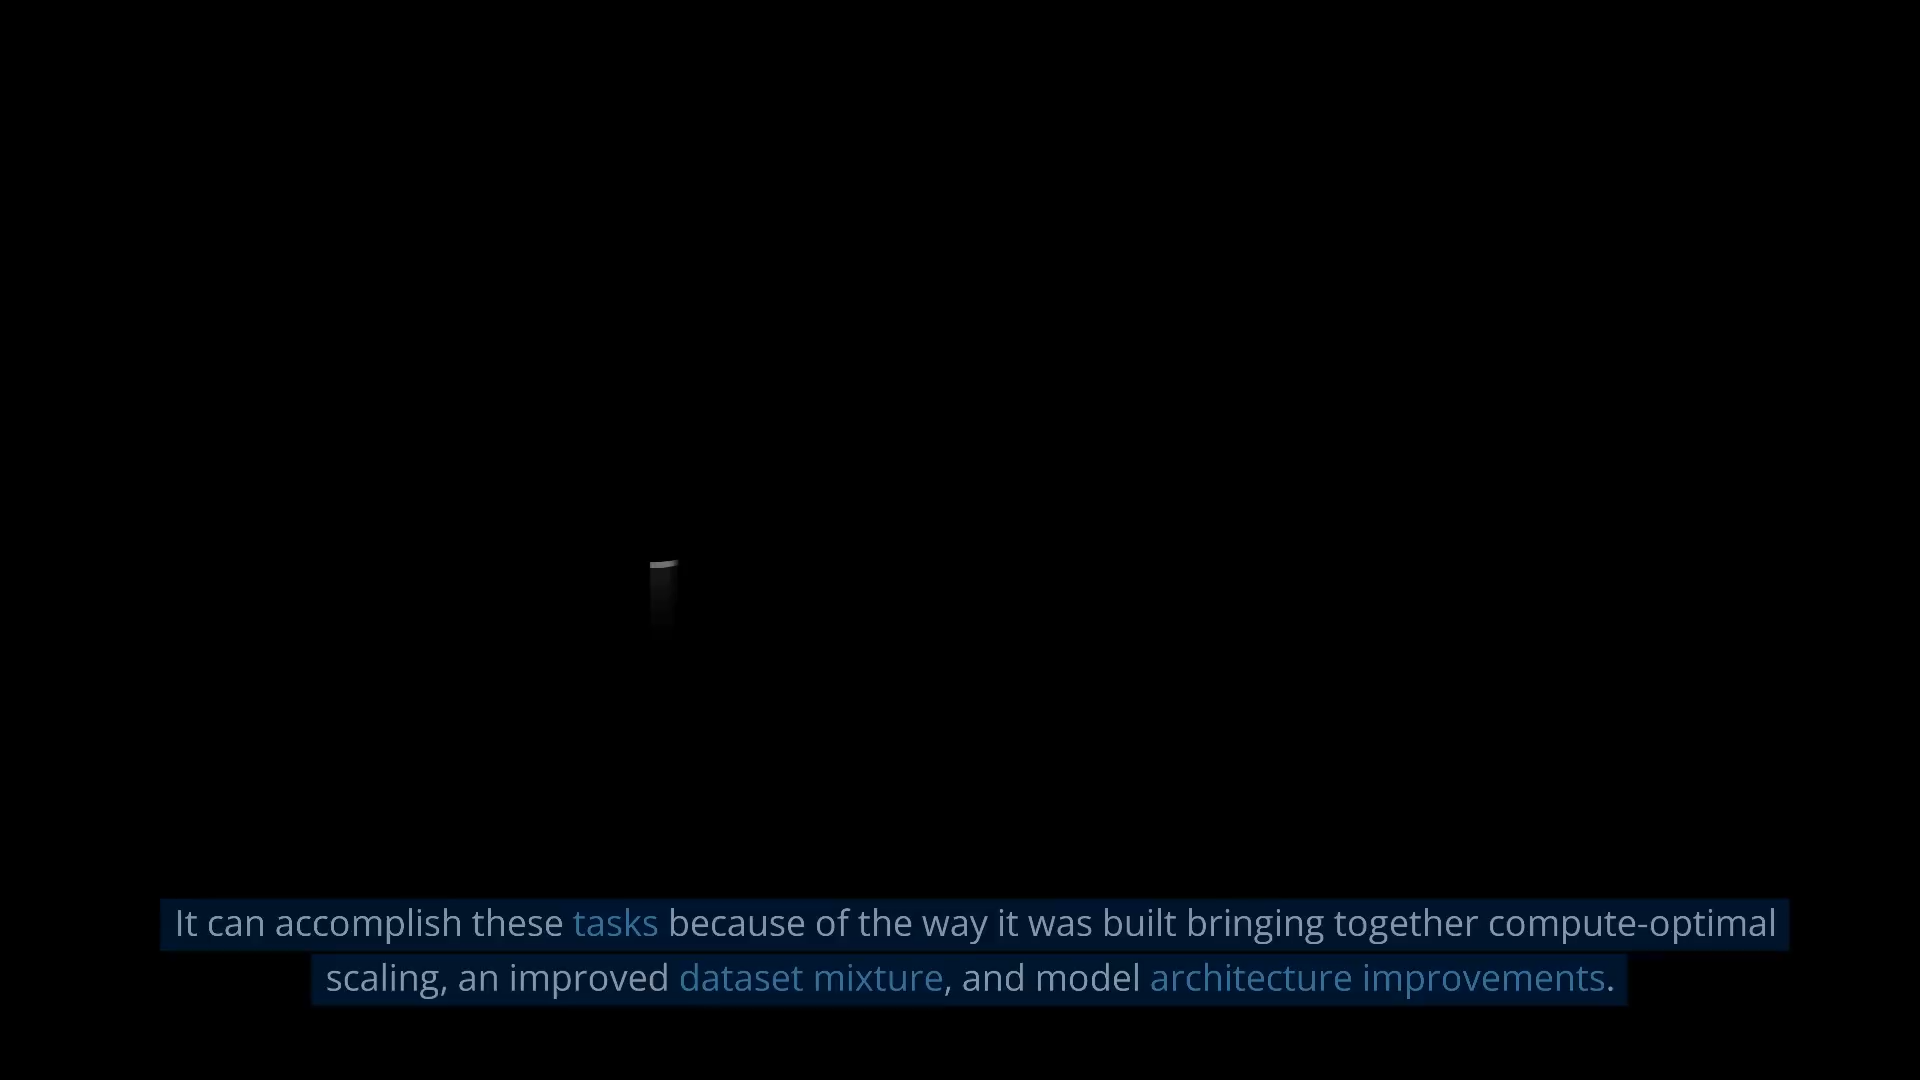 It can accomplish these tasks because of the way it was built bringing together compute-optimal
scaling, an improved dataset mixture, and model architecture improvements.